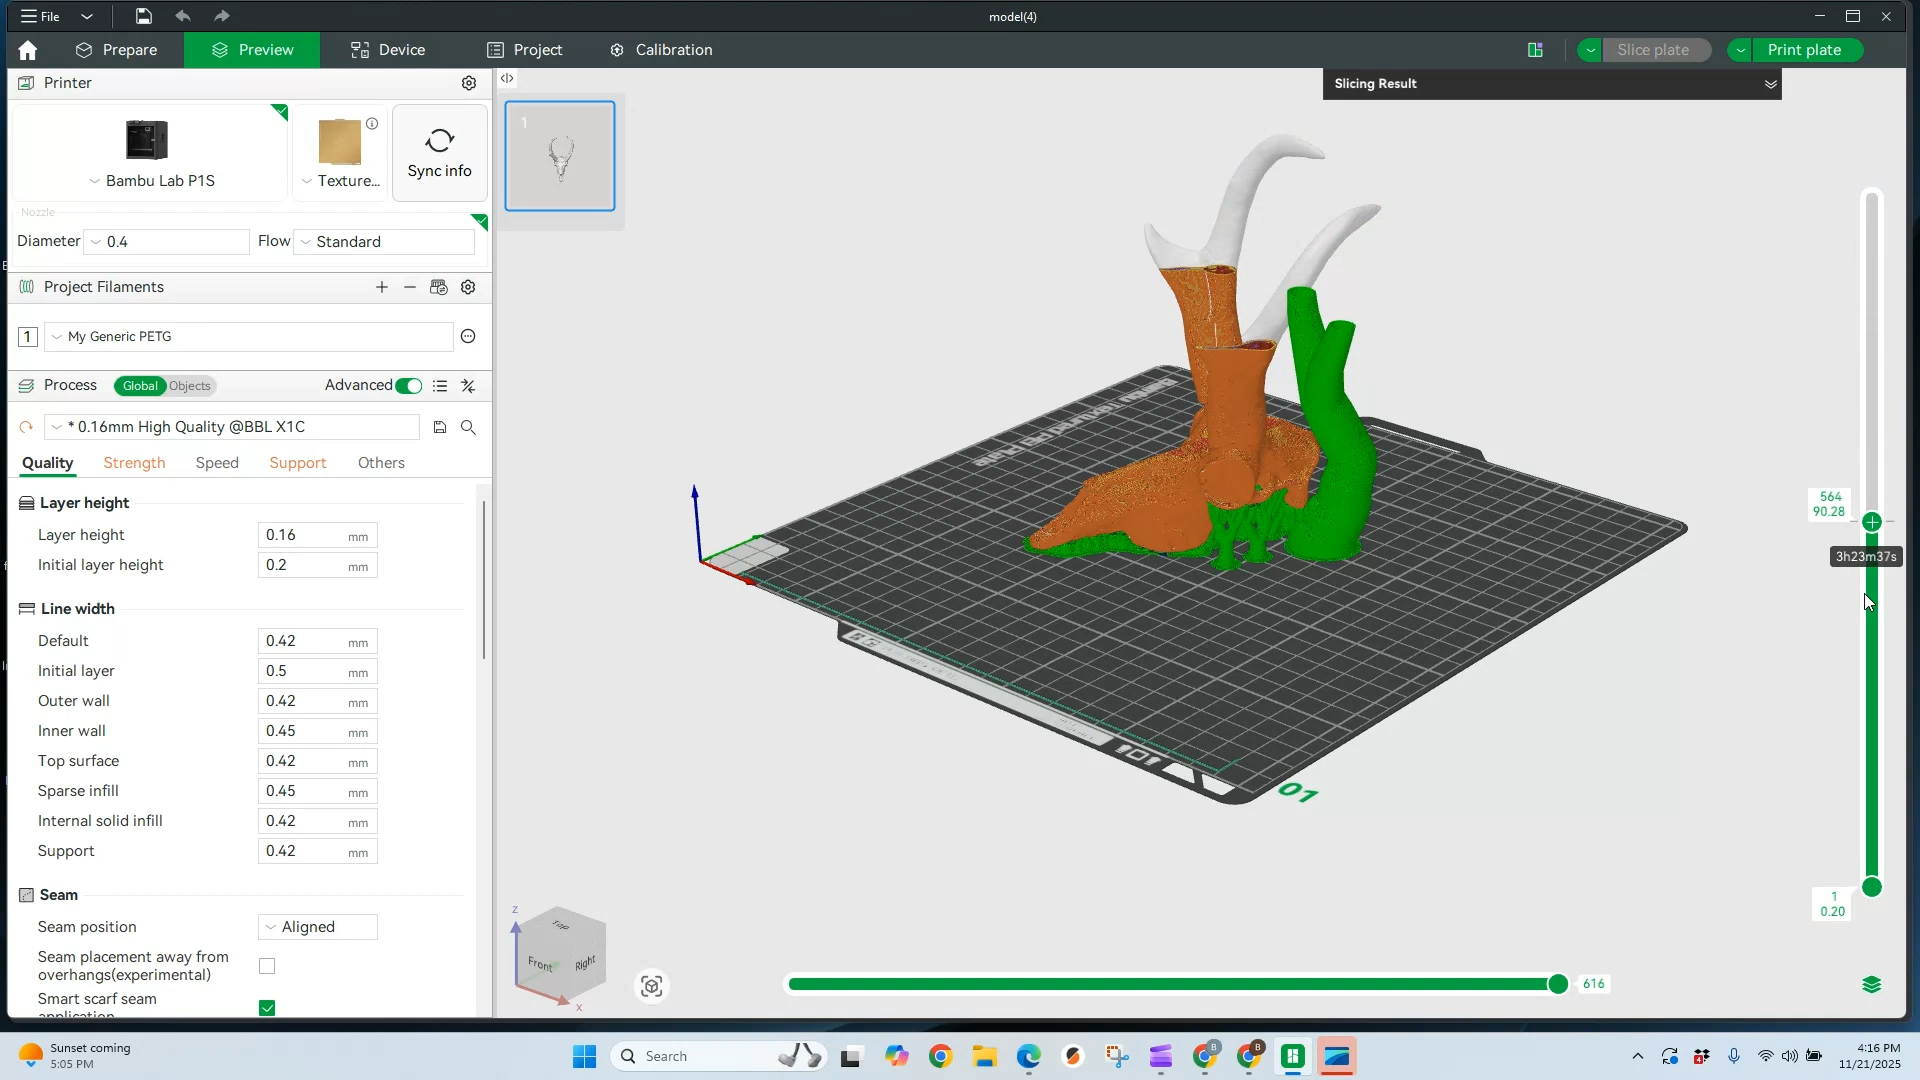 File
model(4)
Prepare
Preview
Device
Project
Calibration
Slice plate
Print plate
Printer
Bambu Lab P1S
Texture...
Sync info
Nozzle
Diameter
0.4
Flow
Standard
Project Filaments
1
My Generic PETG
Process
Global
Objects
Advanced
* 0.16mm High Quality @BBL X1C
Quality
Strength
Speed
Support
Others
Layer height
Layer height
0.16
mm
Initial layer height
0.2
mm
Line width
Default
0.42
mm
Initial layer
0.5
mm
Outer wall
0.42
mm
Inner wall
0.45
mm
Top surface
0.42
mm
Sparse infill
0.45
mm
Internal solid infill
0.42
mm
Support
0.42
mm
Seam
Seam position
Aligned
Seam placement away from
overhangs(experimental)
Smart scarf seam
application
1
Slicing Result
564
90.28
3h23m37s
1
0.20
01
z
Top
Front
Right
x
616
Sunset coming
5:05 PM
Search
4:16 PM
11/21/2025